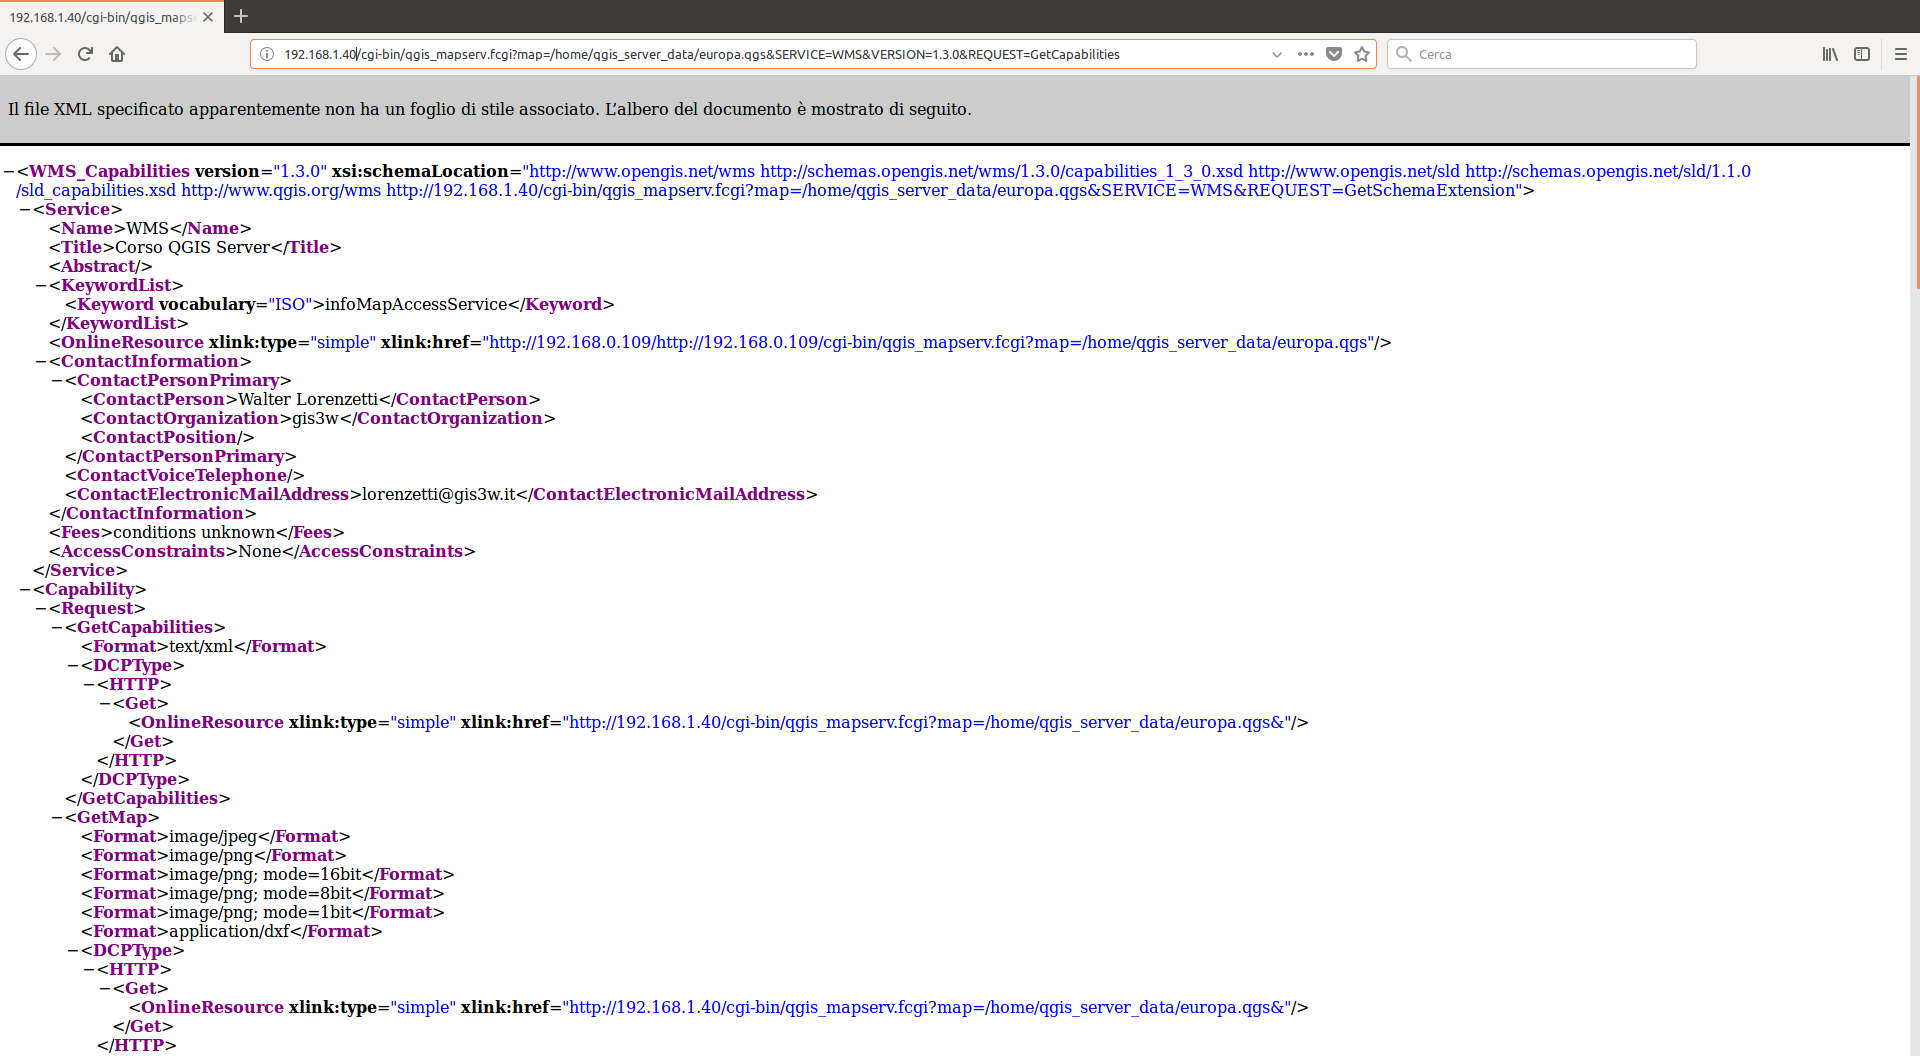 192.168.1.40/cgi-bin/qgis_maps
192.168.1.40/cgi-bin/qgis_mapserv.fcgi?map=/home/qgis_server_data/europa.qgs&SERVICE=WMS&VERSION=1.3.0&REQUEST=GetCapabilities
Cerca
Il file XML specificato apparentemente non ha un foglio di stile associato. L’albero del documento è mostrato di seguito.
−<WMS_Capabilities version="1.3.0" xsi:schemaLocation="http://www.opengis.net/wms http://schemas.opengis.net/wms/1.3.0/capabilities_1_3_0.xsd http://www.opengis.net/sld http://schemas.opengis.net/sld/1.1.0
/sld_capabilities.xsd http://www.qgis.org/wms http://192.168.1.40/cgi-bin/qgis_mapserv.fcgi?map=/home/qgis_server_data/europa.qgs&SERVICE=WMS&REQUEST=GetSchemaExtension">
−<Service>
<Name>WMS</Name>
<Title>Corso QGIS Server</Title>
<Abstract/>
−<KeywordList>
<Keyword vocabulary="ISO">infoMapAccessService</Keyword>
</KeywordList>
<OnlineResource xlink:type="simple" xlink:href="http://192.168.0.109/http://192.168.0.109/cgi-bin/qgis_mapserv.fcgi?map=/home/qgis_server_data/europa.qgs"/>
−<ContactInformation>
−<ContactPersonPrimary>
<ContactPerson>Walter Lorenzetti</ContactPerson>
<ContactOrganization>gis3w</ContactOrganization>
<ContactPosition/>
</ContactPersonPrimary>
<ContactVoiceTelephone/>
<ContactElectronicMailAddress>lorenzetti@gis3w.it</ContactElectronicMailAddress>
</ContactInformation>
<Fees>conditions unknown</Fees>
<AccessConstraints>None</AccessConstraints>
</Service>
−<Capability>
−<Request>
−<GetCapabilities>
<Format>text/xml</Format>
−<DCPType>
−<HTTP>
−<Get>
<OnlineResource xlink:type="simple" xlink:href="http://192.168.1.40/cgi-bin/qgis_mapserv.fcgi?map=/home/qgis_server_data/europa.qgs&"/>
</Get>
</HTTP>
</DCPType>
</GetCapabilities>
−<GetMap>
<Format>image/jpeg</Format>
<Format>image/png</Format>
<Format>image/png; mode=16bit</Format>
<Format>image/png; mode=8bit</Format>
<Format>image/png; mode=1bit</Format>
<Format>application/dxf</Format>
−<DCPType>
−<HTTP>
−<Get>
<OnlineResource xlink:type="simple" xlink:href="http://192.168.1.40/cgi-bin/qgis_mapserv.fcgi?map=/home/qgis_server_data/europa.qgs&"/>
</Get>
</HTTP>